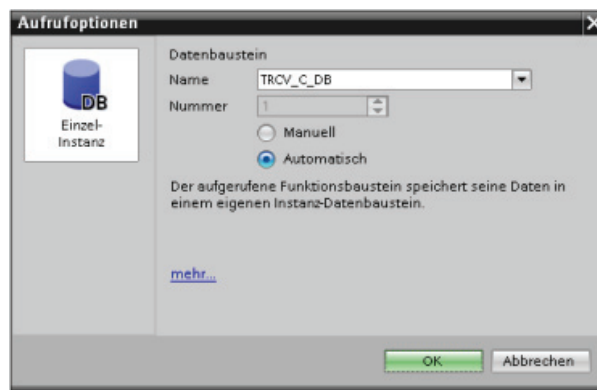 Aufrufoptionen
DB
Einzel-
Instanz
Datenbaustein
Name TRCV_C_DB
Nummer 1
Manuell
Automatisch
Der aufgerufene Funktionsbaustein speichert seine Daten in
einem eigenen Instanz-Datenbaustein.
mehr...
OK Abbrechen